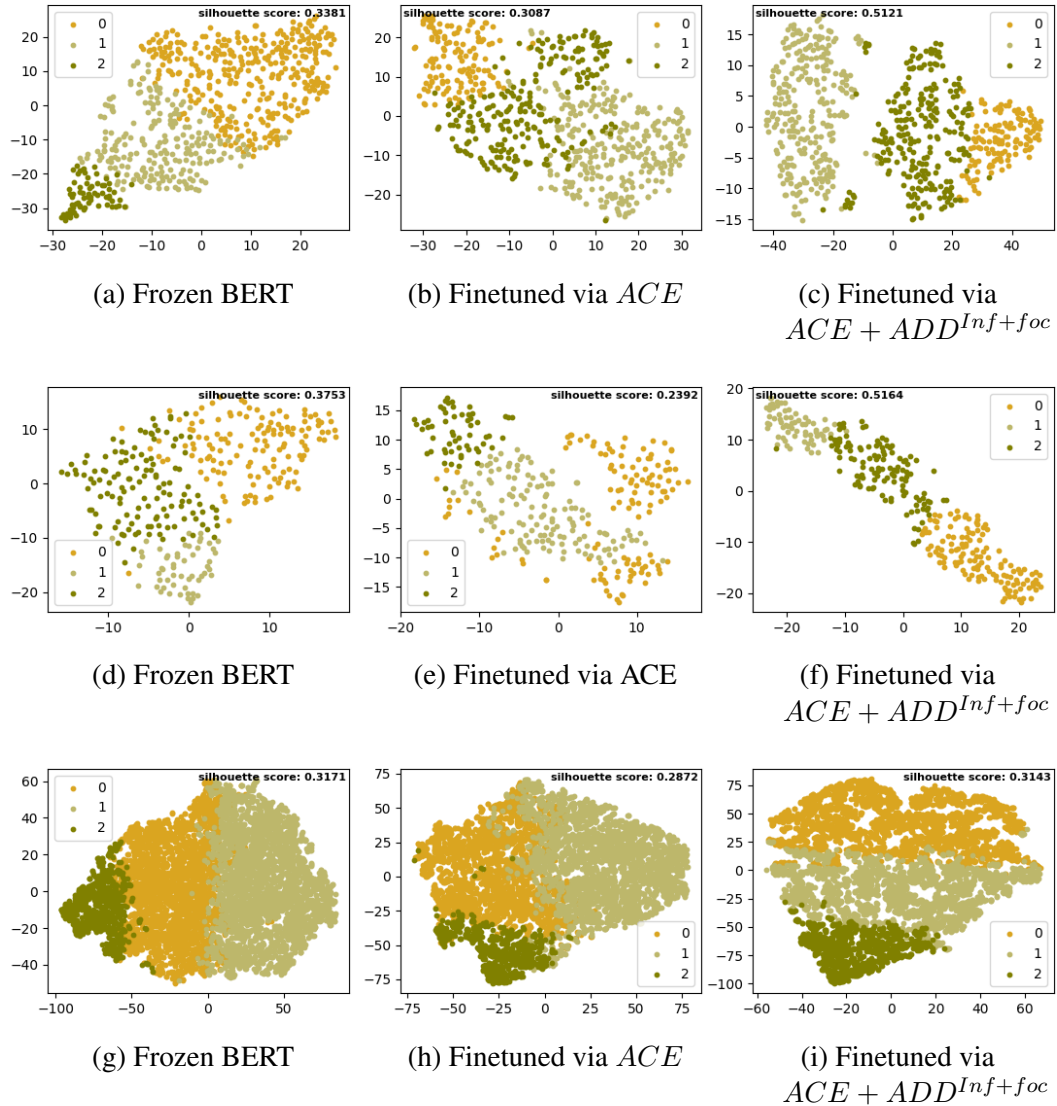 silhouette score: 0.3381
0
1
2
20
10
0
−10
−20
−30
−30 −20 −10 0 10 20
(a) Frozen BERT
silhouette score: 0.3087
0
1
2
20
10
0
−10
−20
−30 −20 −10 0 10 20 30
(b) Finetuned via ACE
silhouette score: 0.5121
0
1
2
15
10
5
0
−5
−10
−15
−40 −20 0 20 40
(c) Finetuned via
ACE + ADD^{Inf+foc}
silhouette score: 0.3753
0
1
2
10
0
−10
−20
−10 0 10
(d) Frozen BERT
silhouette score: 0.2392
0
1
2
15
10
5
0
−5
−10
−15
−20 −10 0 10
(e) Finetuned via ACE
silhouette score: 0.5164
0
1
2
20
10
0
−10
−20
−20 −10 0 10 20
(f) Finetuned via
ACE + ADD^{Inf+foc}
silhouette score: 0.3171
0
1
2
60
40
20
0
−20
−40
−100 −50 0 50
(g) Frozen BERT
silhouette score: 0.2872
0
1
2
75
50
25
0
−25
−50
−75
−75 −50 −25 0 25 50 75
(h) Finetuned via ACE
silhouette score: 0.3143
0
1
2
75
50
25
0
−25
−50
−75
−100
−60 −40 −20 0 20 40 60
(i) Finetuned via
ACE + ADD^{Inf+foc}